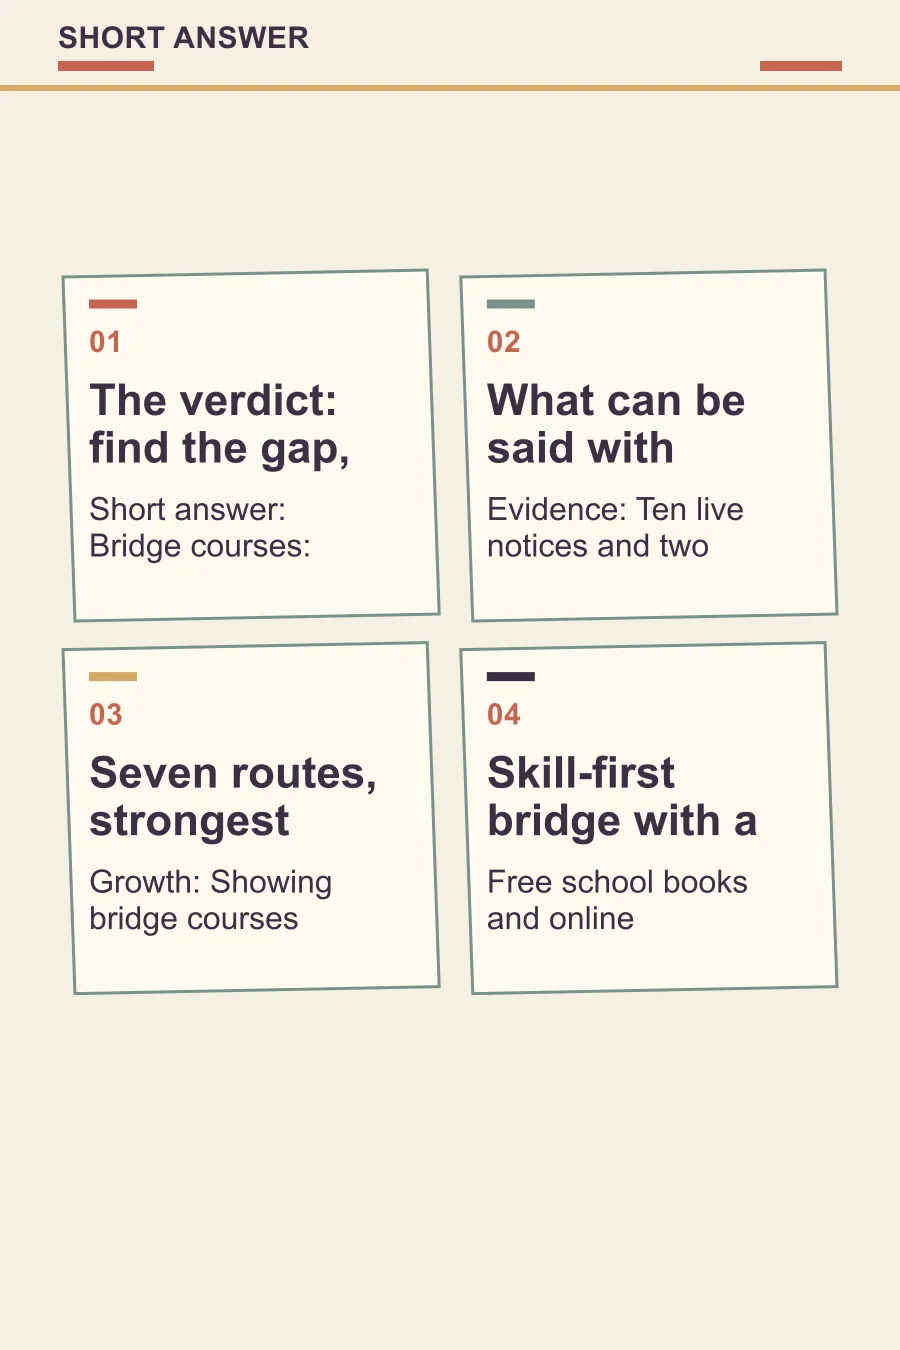 SHORT ANSWER
01
The verdict:
find the gap,
Short answer:
Bridge courses:
02
What can be
said with
Evidence: Ten live
notices and two
03
Seven routes,
strongest
Growth: Showing
bridge courses
04
Skill-first
bridge with a
Free school books
and online